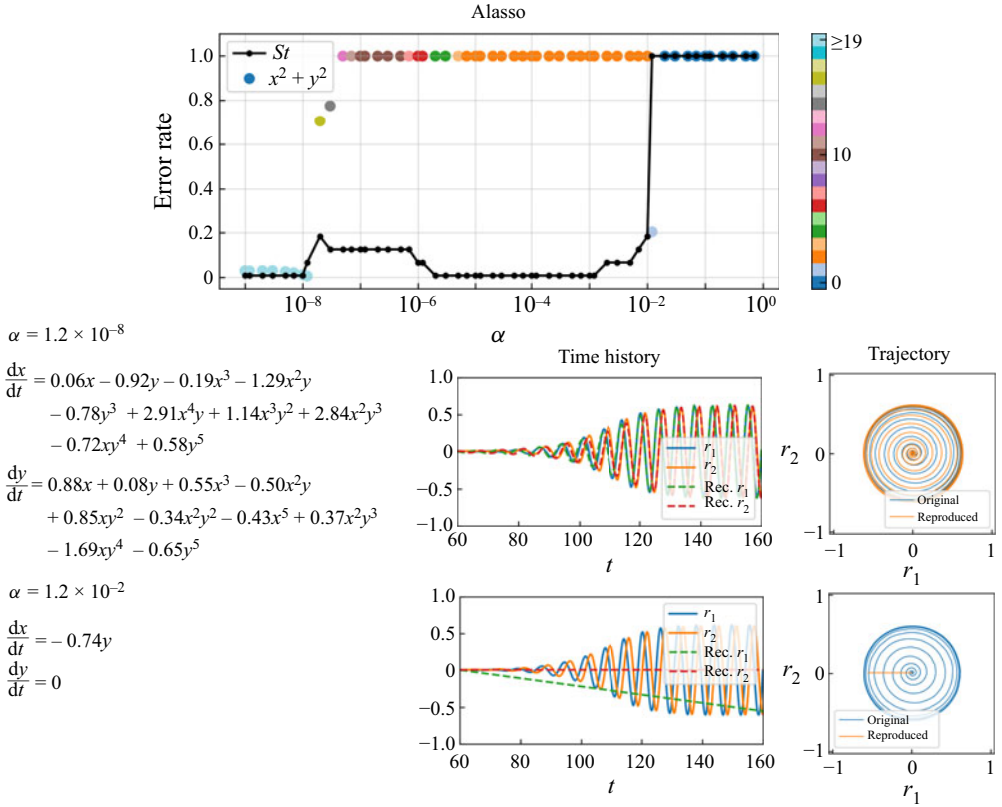 Alasso
Error rate
1.0
0.8
0.6
0.4
0.2
0
St
x² + y²
10⁻⁸
10⁻⁶
10⁻⁴
10⁻²
10⁰
α
≥19
10
0
α = 1.2 × 10⁻⁸
dx/dt = 0.06x – 0.92y – 0.19x³ – 1.29x²y
– 0.78y³ + 2.91x⁴y + 1.14x³y² + 2.84x²y³
– 0.72xy⁴ + 0.58y⁵
dy/dt = 0.88x + 0.08y + 0.55x³ – 0.50x²y
+ 0.85xy² – 0.34x²y² – 0.43x⁵ + 0.37x²y³
– 1.69xy⁴ – 0.65y⁵
Time history
1.0
0.5
0
–0.5
–1.0
60
80
100
120
140
160
t
r₁
r₂
Rec. r₁
Rec. r₂
Trajectory
r₂
1
0
–1
–1
0
1
r₁
Original
Reproduced
α = 1.2 × 10⁻²
dx/dt = – 0.74y
dy/dt = 0
1.0
0.5
0
–0.5
–1.0
60
80
100
120
140
160
t
r₁
r₂
Rec. r₁
Rec. r₂
r₂
1
0
–1
–1
0
1
r₁
Original
Reproduced